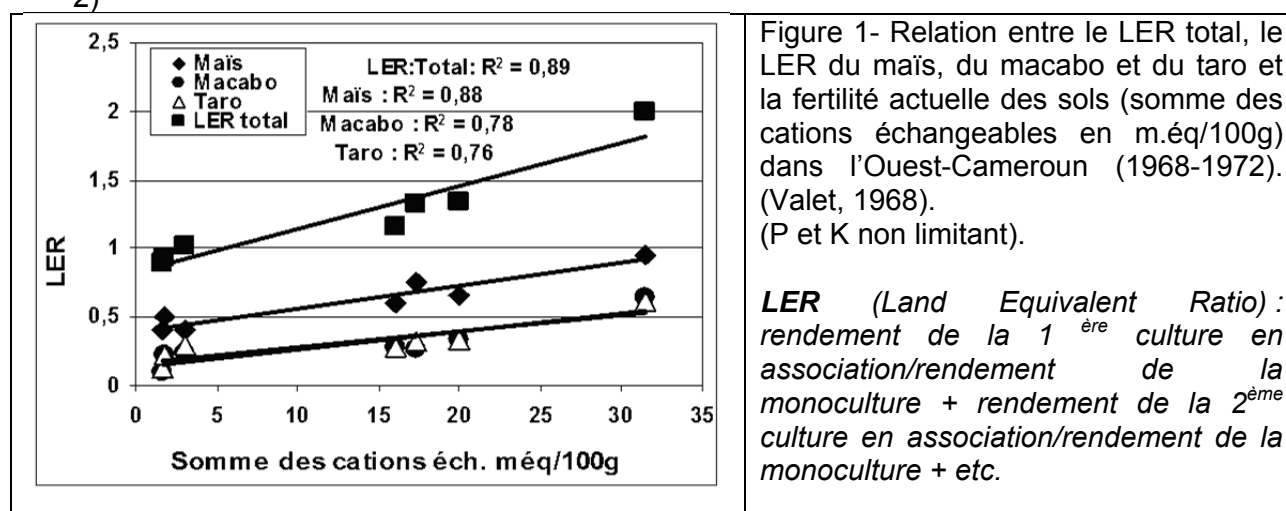 2)
2,5
2
1,5
1
0,5
0
LER
Maïs
Macabo
Taro
LER total
LER:Total: R² = 0,89
Maïs : R² = 0,88
Macabo : R² = 0,78
Taro : R² = 0,76
0 5 10 15 20 25 30 35
Somme des cations éch. méq/100g
Figure 1- Relation entre le LER total, le
LER du maïs, du macabo et du taro et
la fertilité actuelle des sols (somme des
cations échangeables en m.éq/100g)
dans l’Ouest-Cameroun (1968-1972).
(Valet, 1968).
(P et K non limitant).
LER (Land Equivalent Ratio) :
rendement de la 1 ère culture en
association/rendement de la
monoculture + rendement de la 2ème
culture en association/rendement de la
monoculture + etc.